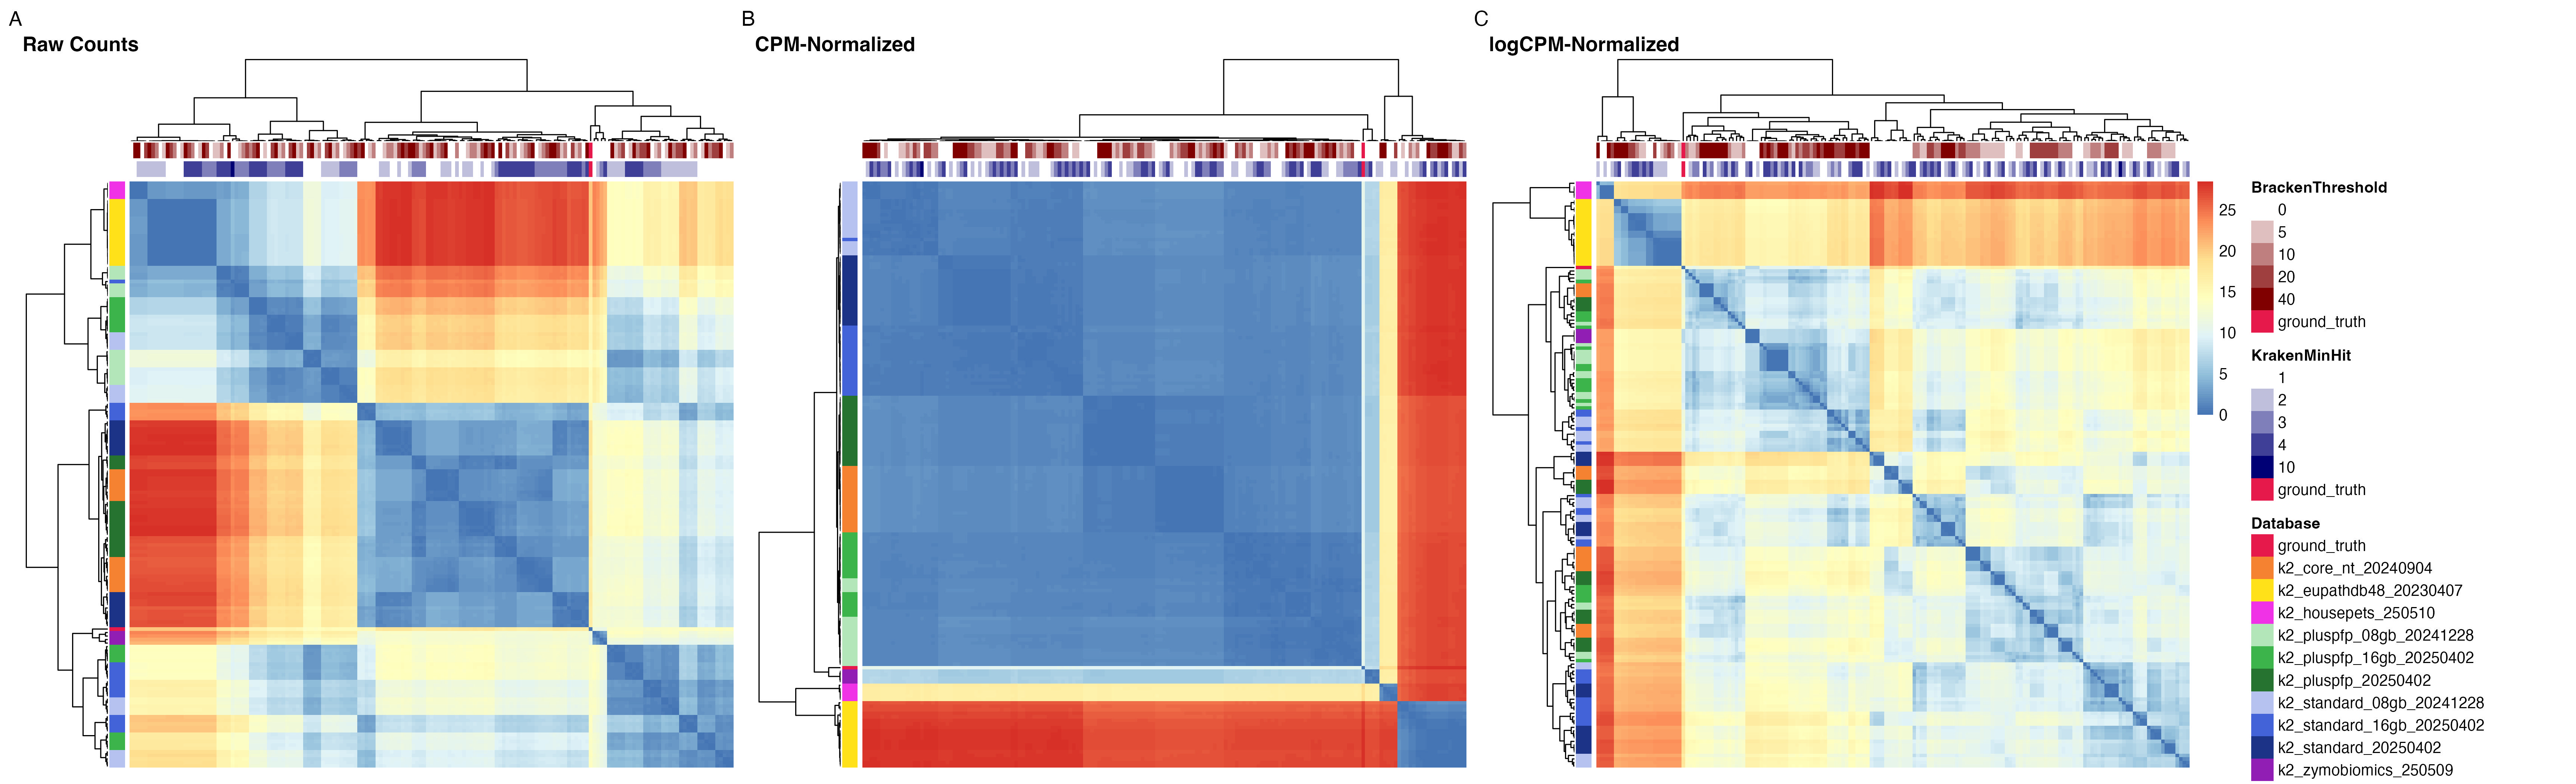 A
Raw Counts
B
CPM-Normalized
C
logCPM-Normalized
25
20
15
10
5
0
BrackenThreshold
0
5
10
20
40
ground_truth
KrakenMinHit
1
2
3
4
10
ground_truth
Database
ground_truth
k2_core_nt_20240904
k2_eupathdb48_20230407
k2_housepets_250510
k2_pluspfp_08gb_20241228
k2_pluspfp_16gb_20250402
k2_pluspfp_20250402
k2_standard_08gb_20241228
k2_standard_16gb_20250402
k2_standard_20250402
k2_zymobiomics_250509